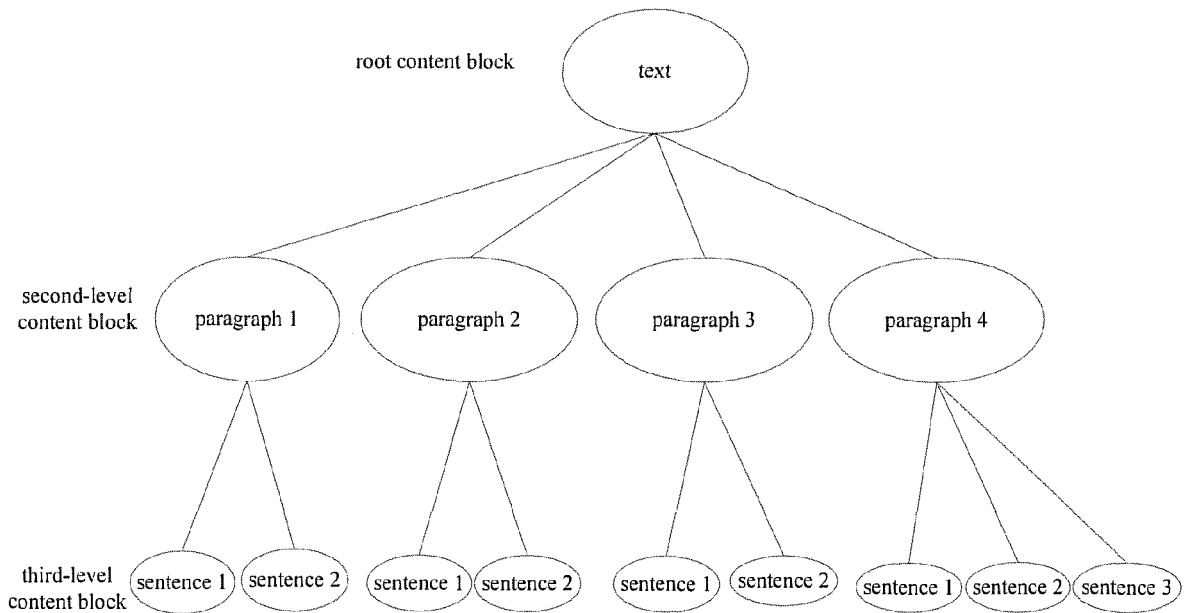 root content block
text
second-level
content block
paragraph 1
paragraph 2
paragraph 3
paragraph 4
third-level
content block
sentence 1
sentence 2
sentence 1
sentence 2
sentence 1
sentence 2
sentence 1
sentence 2
sentence 3